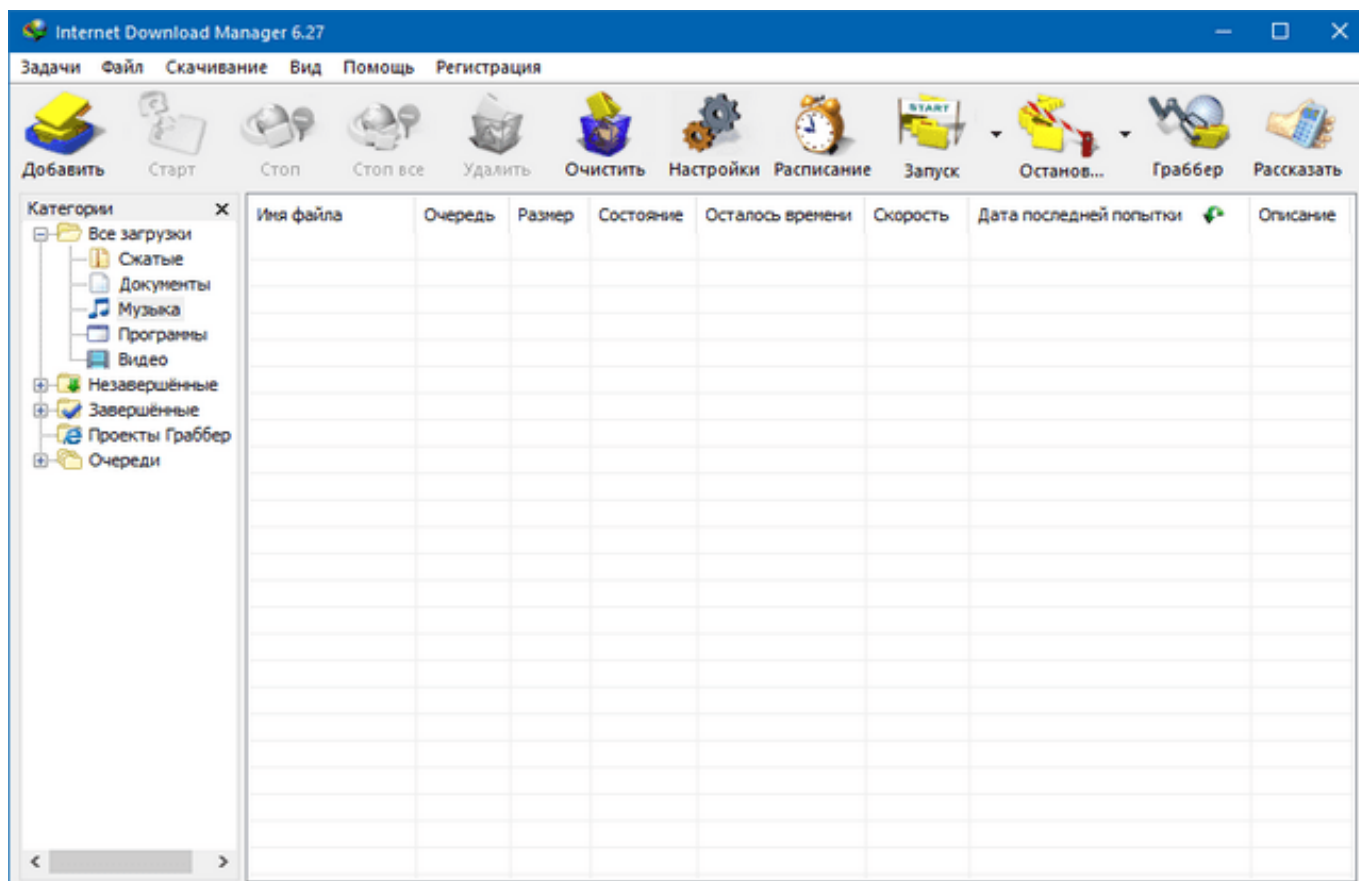 Internet Download Manager 6.27
Задачи Файл Скачивание Вид Помощь Регистрация
START
Добавить Старт Стоп Стоп все Удалить Очистить Настройки Расписание Запуск Останов... Граббер Рассказать
Категории
Имя файла Очередь Размер Состояние Осталось времени Скорость Дата последней попытки Описание
Все загрузки
Сжатые
Документы
Музыка
Программы
Видео
Незавершённые
Завершённые
Проекты Граббер
Очереди